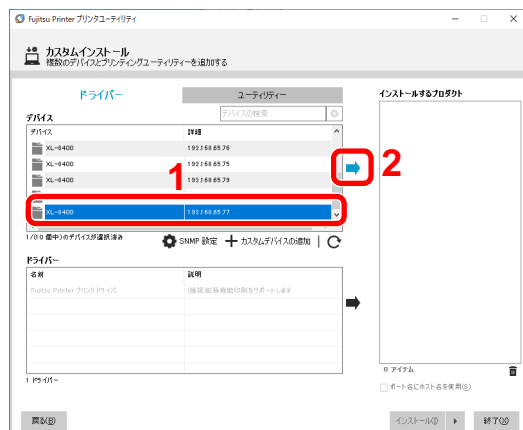 Fujitsu Printer プリンタユーティリティ
カスタムインストール
複数のデバイスとプリンティングユーティリティーを追加する
ドライバー
ユーティリティー
インストールするプロダクト
デバイス
デバイスの検索
デバイス 詳細
XL-8400 192.168.65.76
XL-8400 192.168.65.75
XL-8400 192.168.65.79
XL-8400 192.168.65.77
1
2
SNMP 設定
カスタムデバイスの追加
ドライバー
名前 説明
Fujitsu Printer プリンタドライバ
1 ドライバー
0 アイテム
ポート名にホスト名を使用(S)
戻る(B)
インストール(I)
終了(X)